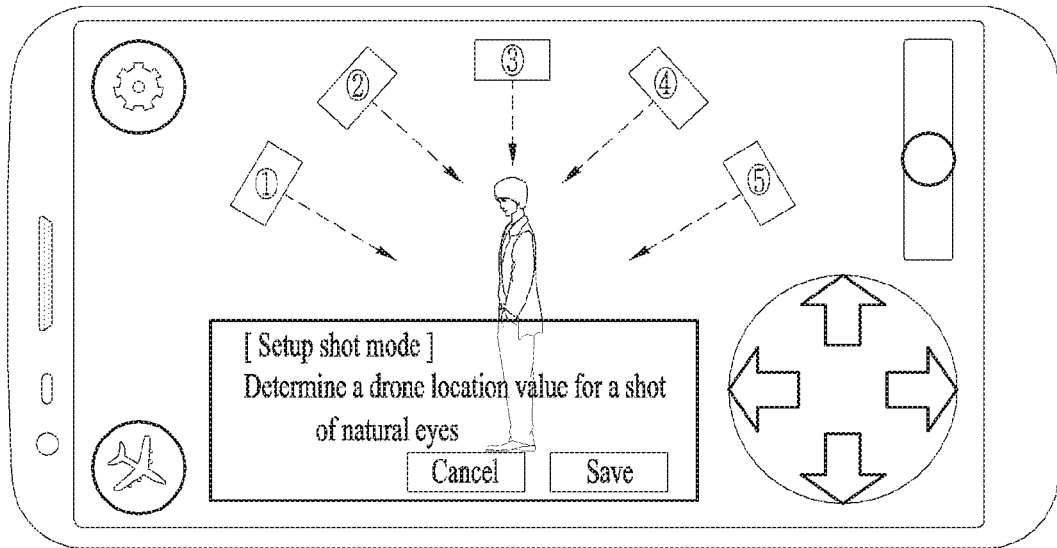 ③
②
④
①
⑤
[ Setup shot mode ]
Determine a drone location value for a shot
of natural eyes
Cancel
Save